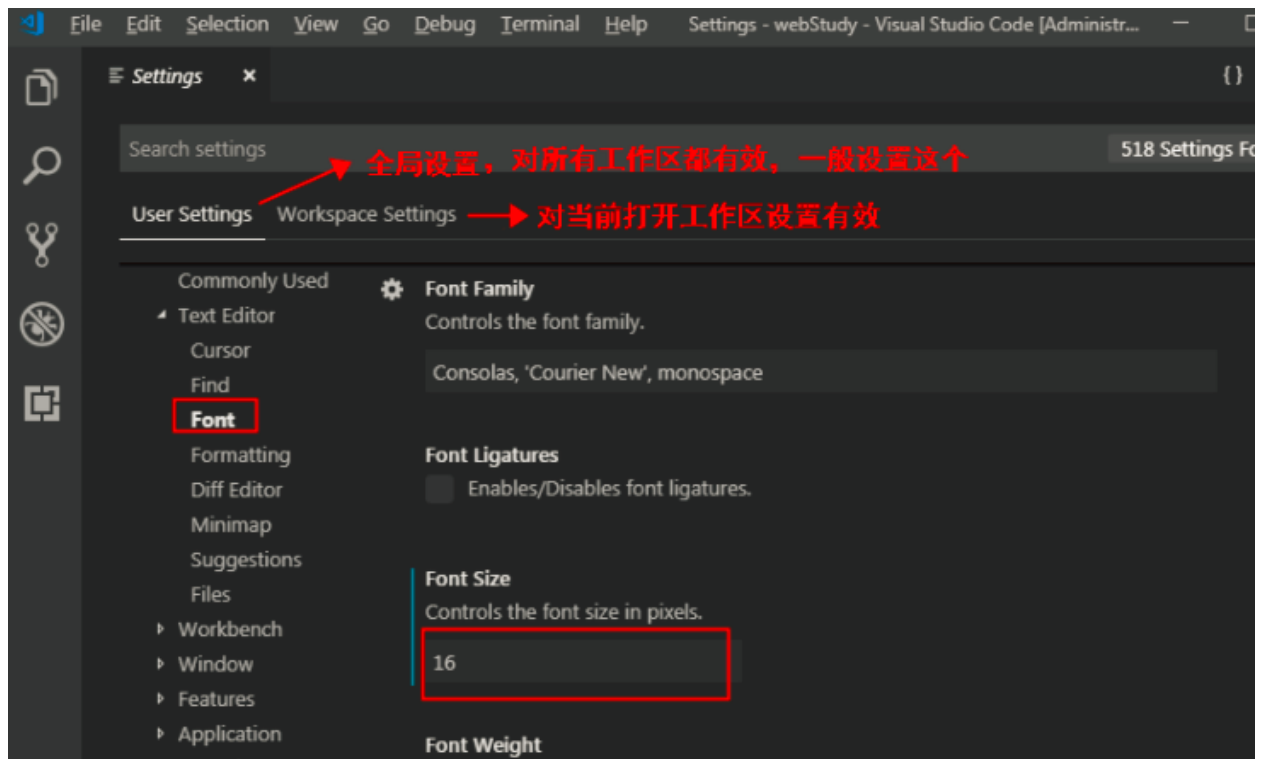 File Edit Selection View Go Debug Terminal Help Settings - webStudy - Visual Studio Code [Administr...
Settings
{}
Search settings
518 Settings Fo
全局设置，对所有工作区都有效，一般设置这个
User Settings Workspace Settings
对当前打开工作区设置有效
Commonly Used
Text Editor
Cursor
Find
Font
Formatting
Diff Editor
Minimap
Suggestions
Files
Workbench
Window
Features
Application
Font Family
Controls the font family.
Consolas, 'Courier New', monospace
Font Ligatures
Enables/Disables font ligatures.
Font Size
Controls the font size in pixels.
16
Font Weight